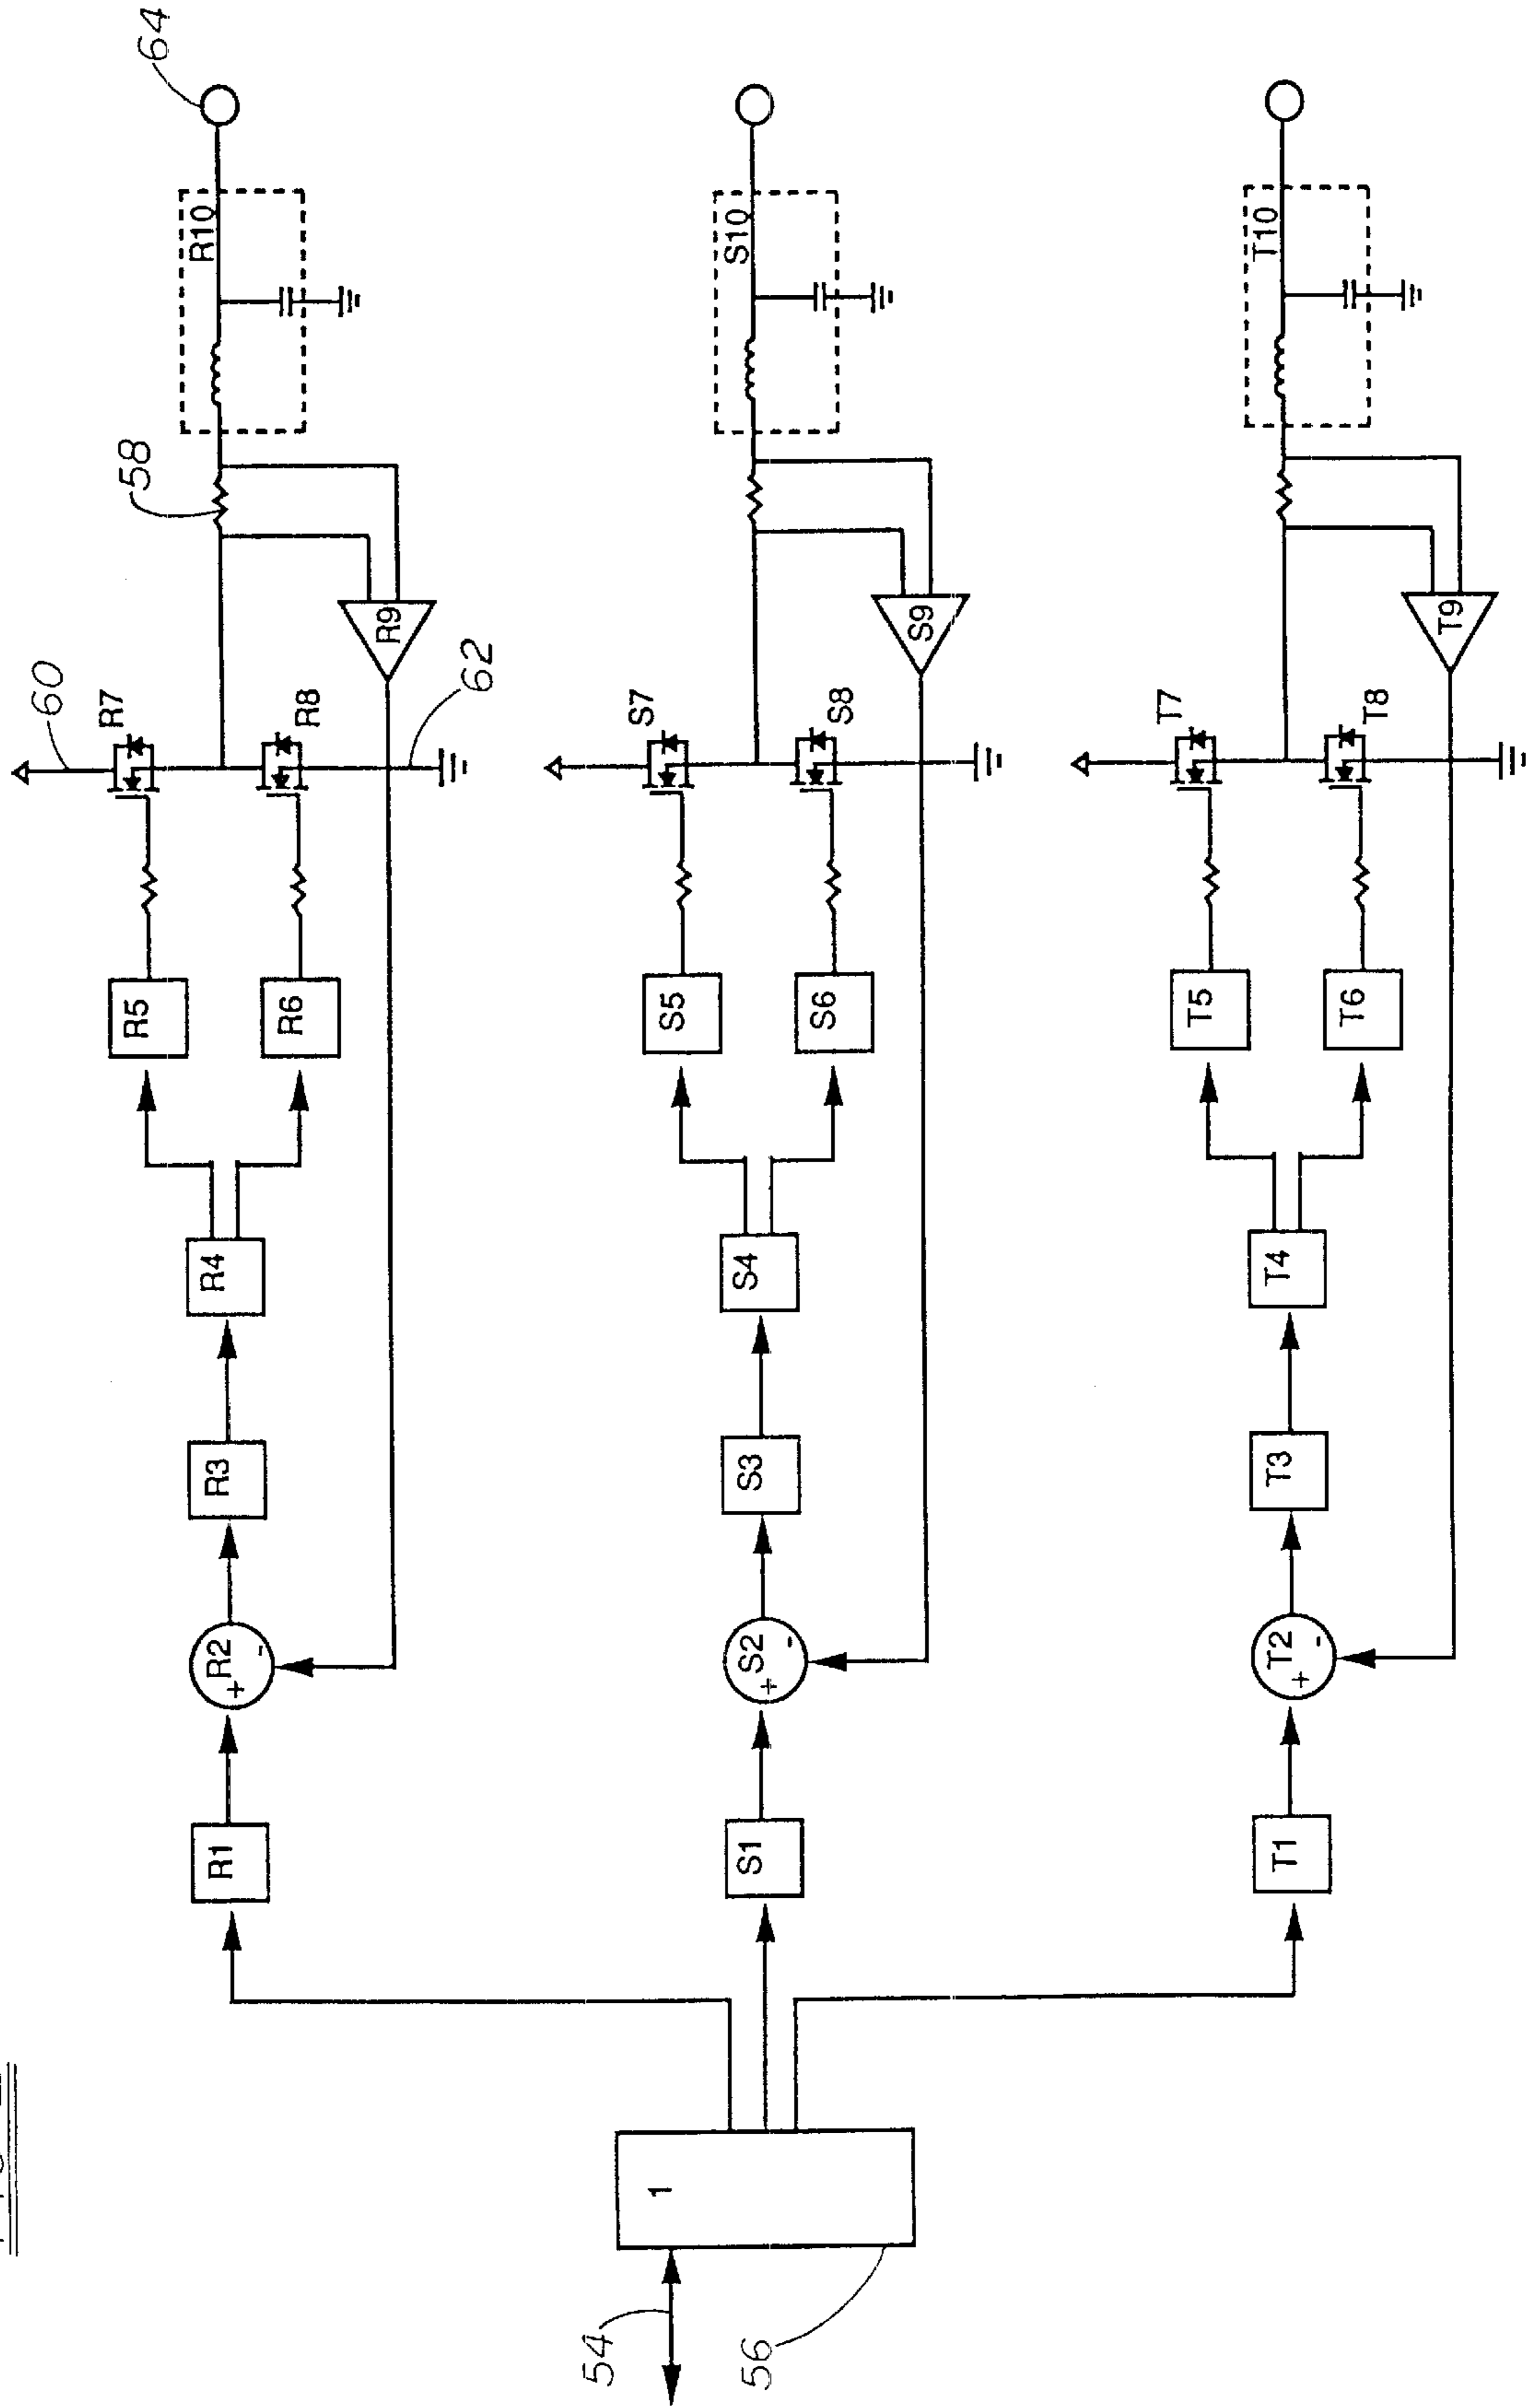 64
R10
58
60
R7
R8
R9
62
R5
R6
R4
R3
R2
+
-
R1
S10
S7
S8
S9
S5
S6
S4
S3
S2
+
-
S1
T10
T7
T8
T9
T5
T6
T4
T3
T2
+
-
T1
1
54
56